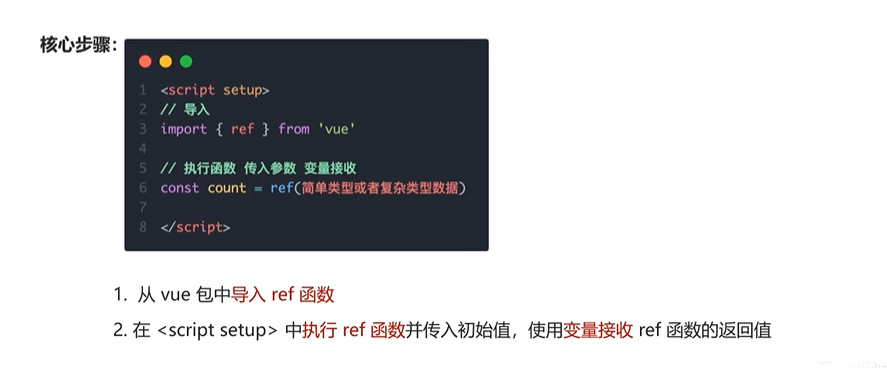 核心步骤：
1 <script setup>
2 // 导入
3 import { ref } from 'vue'
4
5 // 执行函数 传入参数 变量接收
6 const count = ref(简单类型或者复杂类型数据)
7
8 </script>
1. 从 vue 包中导入 ref 函数
2. 在 <script setup> 中执行 ref 函数并传入初始值，使用变量接收 ref 函数的返回值